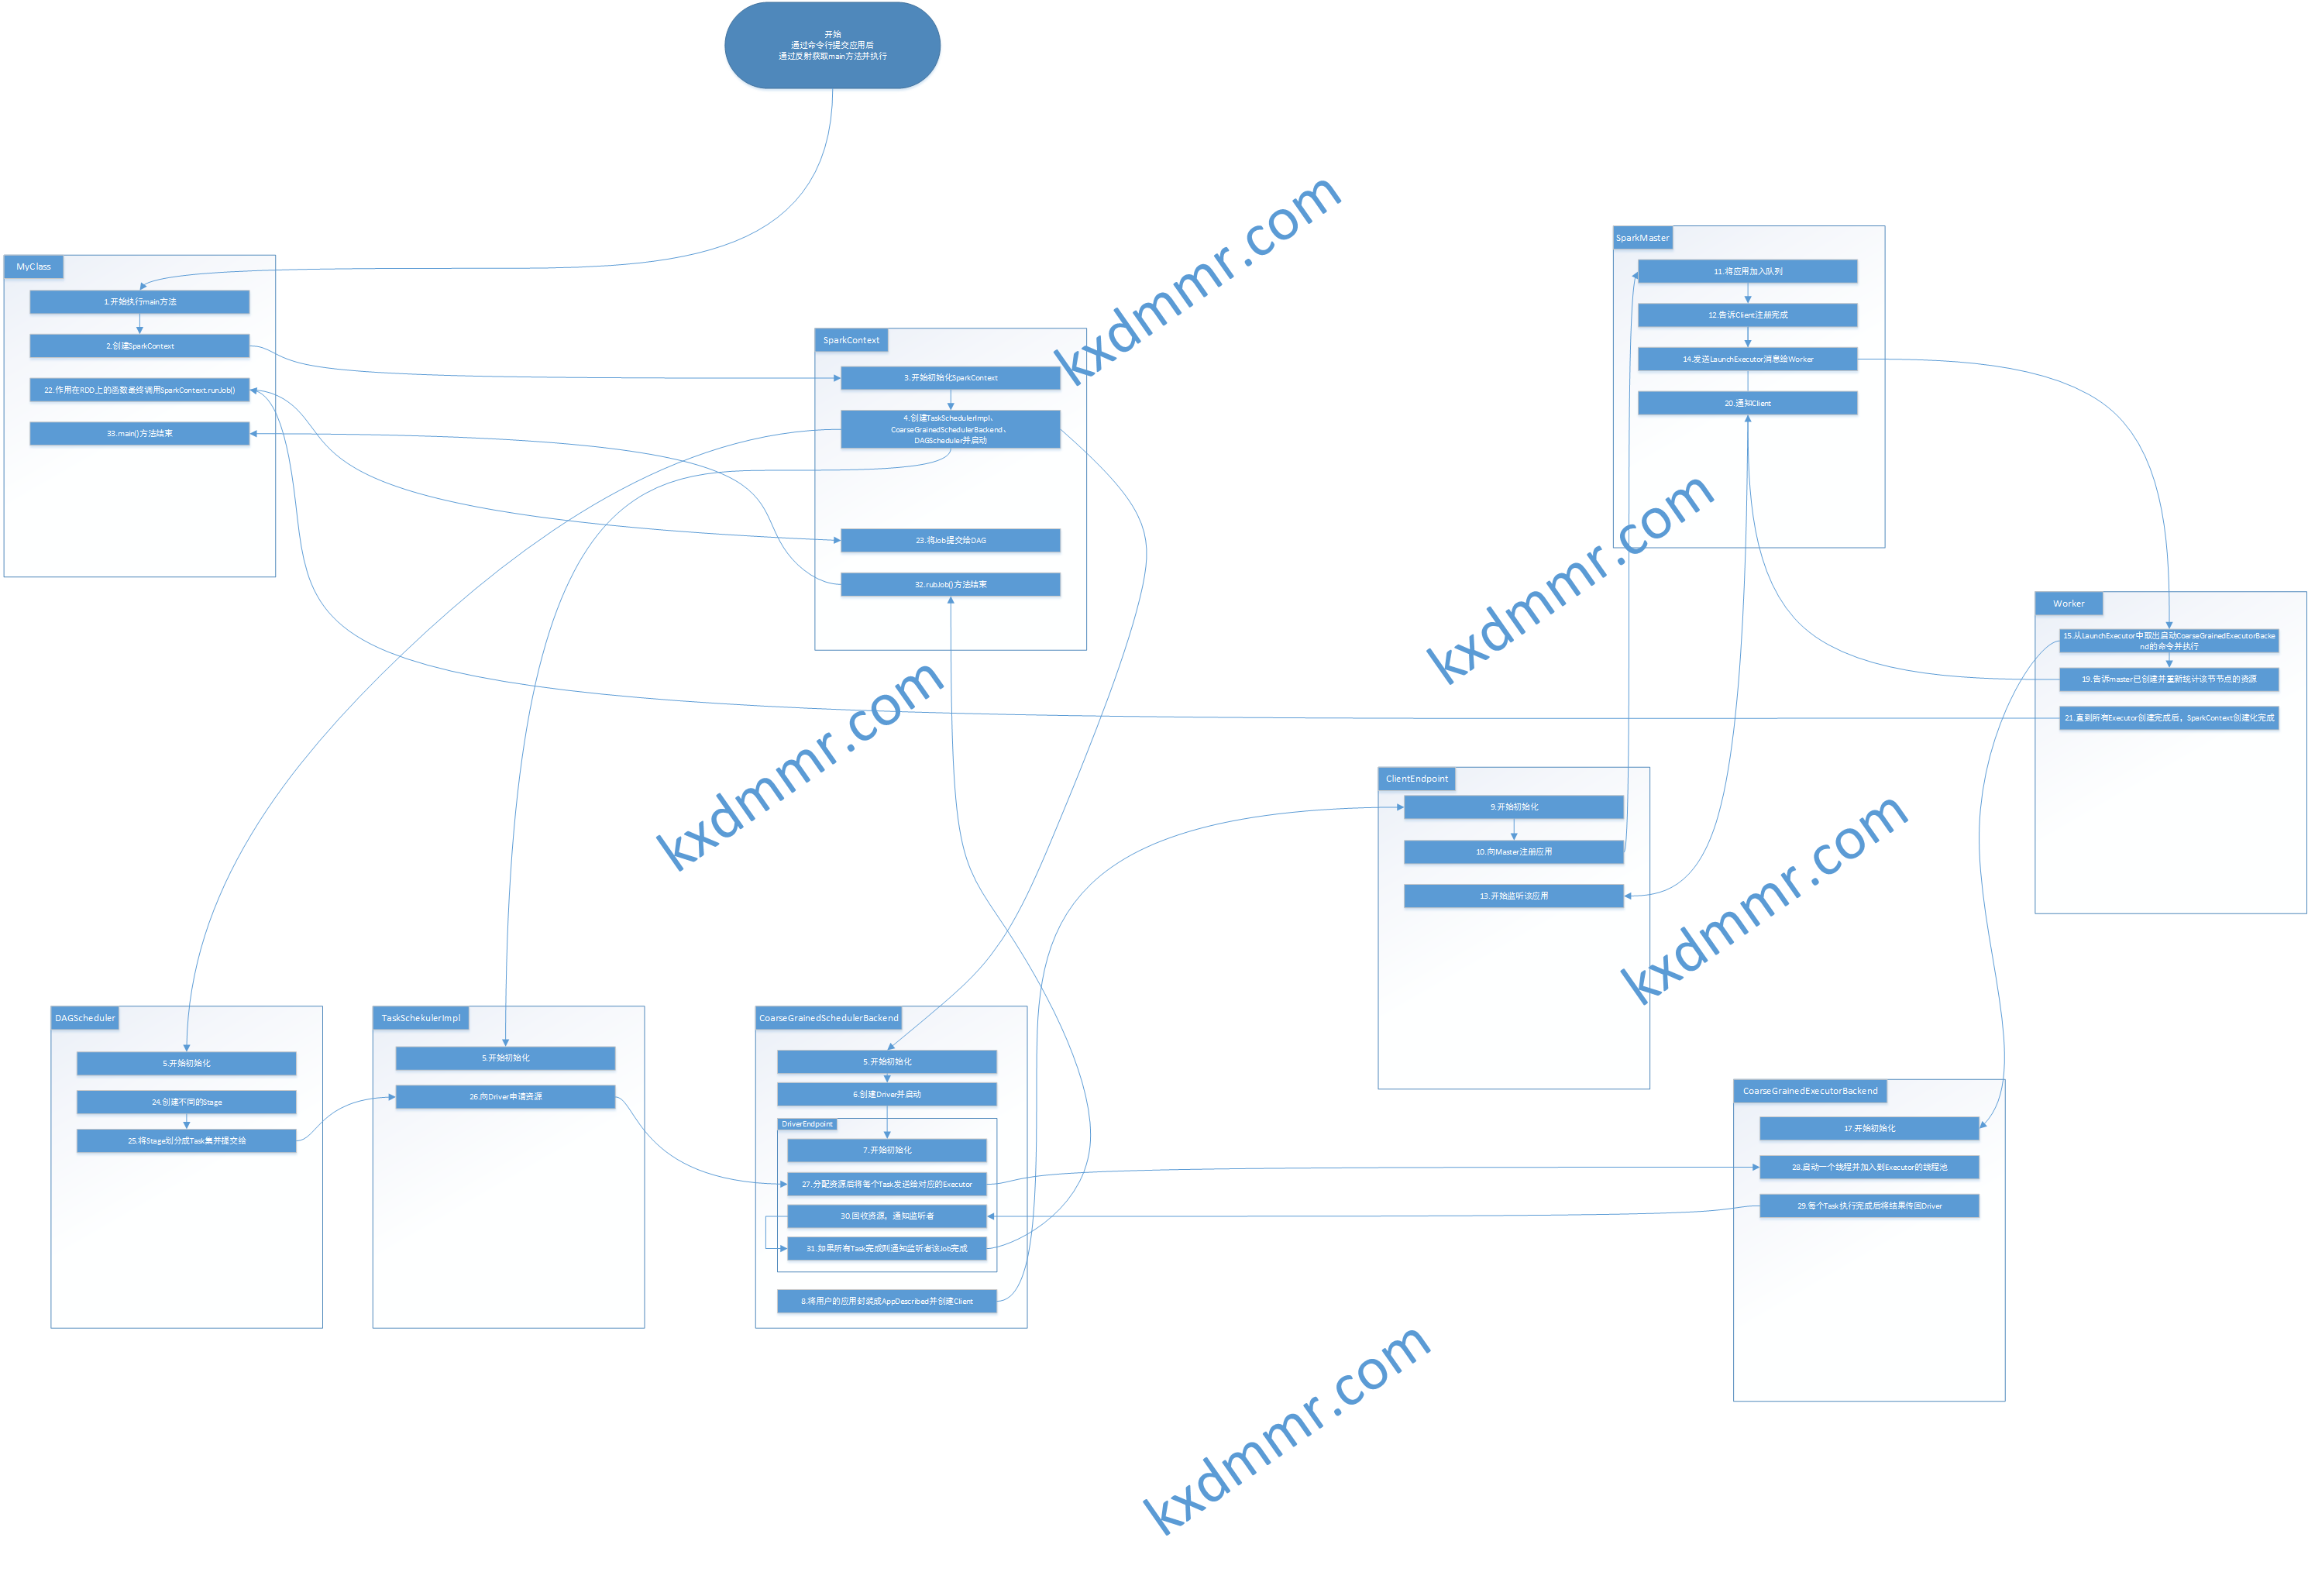 开始
通过命令行提交应用后
通过反射获取main方法并执行
MyClass
1.开始执行main方法
2.创建SparkContext
22.作用在RDD上的函数最终调用SparkContext.runJob()
33.main()方法结束
SparkContext
3.开始初始化SparkContext
4.创建TaskSchedulerImpl、
CoarseGrainedSchedulerBackend、
DAGScheduler并启动
23.将Job提交给DAG
32.rubJob()方法结束
SparkMaster
11.将应用加入队列
12.告诉Client注册完成
14.发送LaunchExecutor消息给Worker
20.通知Client
Worker
15.从LaunchExecutor中取出启动CoarseGrainedExecutorBacke
nd的命令并执行
19.告诉master已创建并重新统计该节节点的资源
21.直到所有Executor创建完成后，SparkContext创建化完成
ClientEndpoint
9.开始初始化
10.向Master注册应用
13.开始监听该应用
DAGScheduler
5.开始初始化
24.创建不同的Stage
25.将Stage划分成Task集并提交给
TaskSchekulerImpl
5.开始初始化
26.向Driver申请资源
CoarseGrainedSchedulerBackend
5.开始初始化
6.创建Driver并启动
DriverEndpoint
7.开始初始化
27.分配资源后将每个Task发送给对应的Executor
30.回收资源。通知监听者
31.如果所有Task完成则通知监听者该Job完成
8.将用户的应用封装成AppDescribed并创建Client
CoarseGrainedExecutorBackend
17.开始初始化
28.启动一个线程并加入到Executor的线程池
29.每个Task执行完成后将结果传回Driver
kxdmmr.com
kxdmmr.com
kxdmmr.com
kxdmmr.com
kxdmmr.com